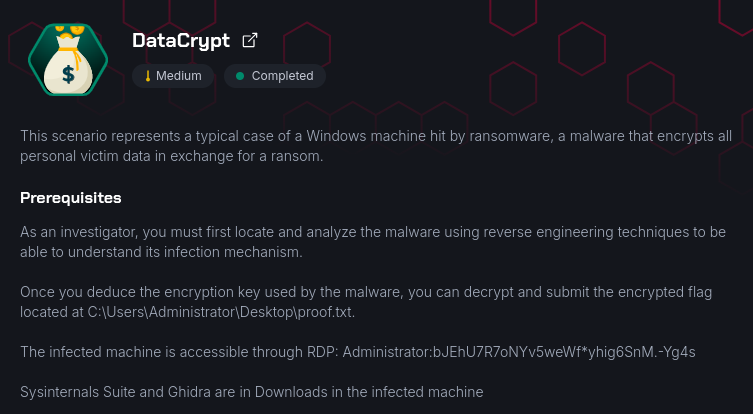 DataCrypt
Medium
Completed
This scenario represents a typical case of a Windows machine hit by ransomware, a malware that encrypts all
personal victim data in exchange for a ransom.
Prerequisites
As an investigator, you must first locate and analyze the malware using reverse engineering techniques to be
able to understand its infection mechanism.
Once you deduce the encryption key used by the malware, you can decrypt and submit the encrypted flag
located at C:\Users\Administrator\Desktop\proof.txt.
The infected machine is accessible through RDP: Administrator:bJEhU7R7oNYv5weWf*yhig6SnM.-Yg4s
Sysinternals Suite and Ghidra are in Downloads in the infected machine